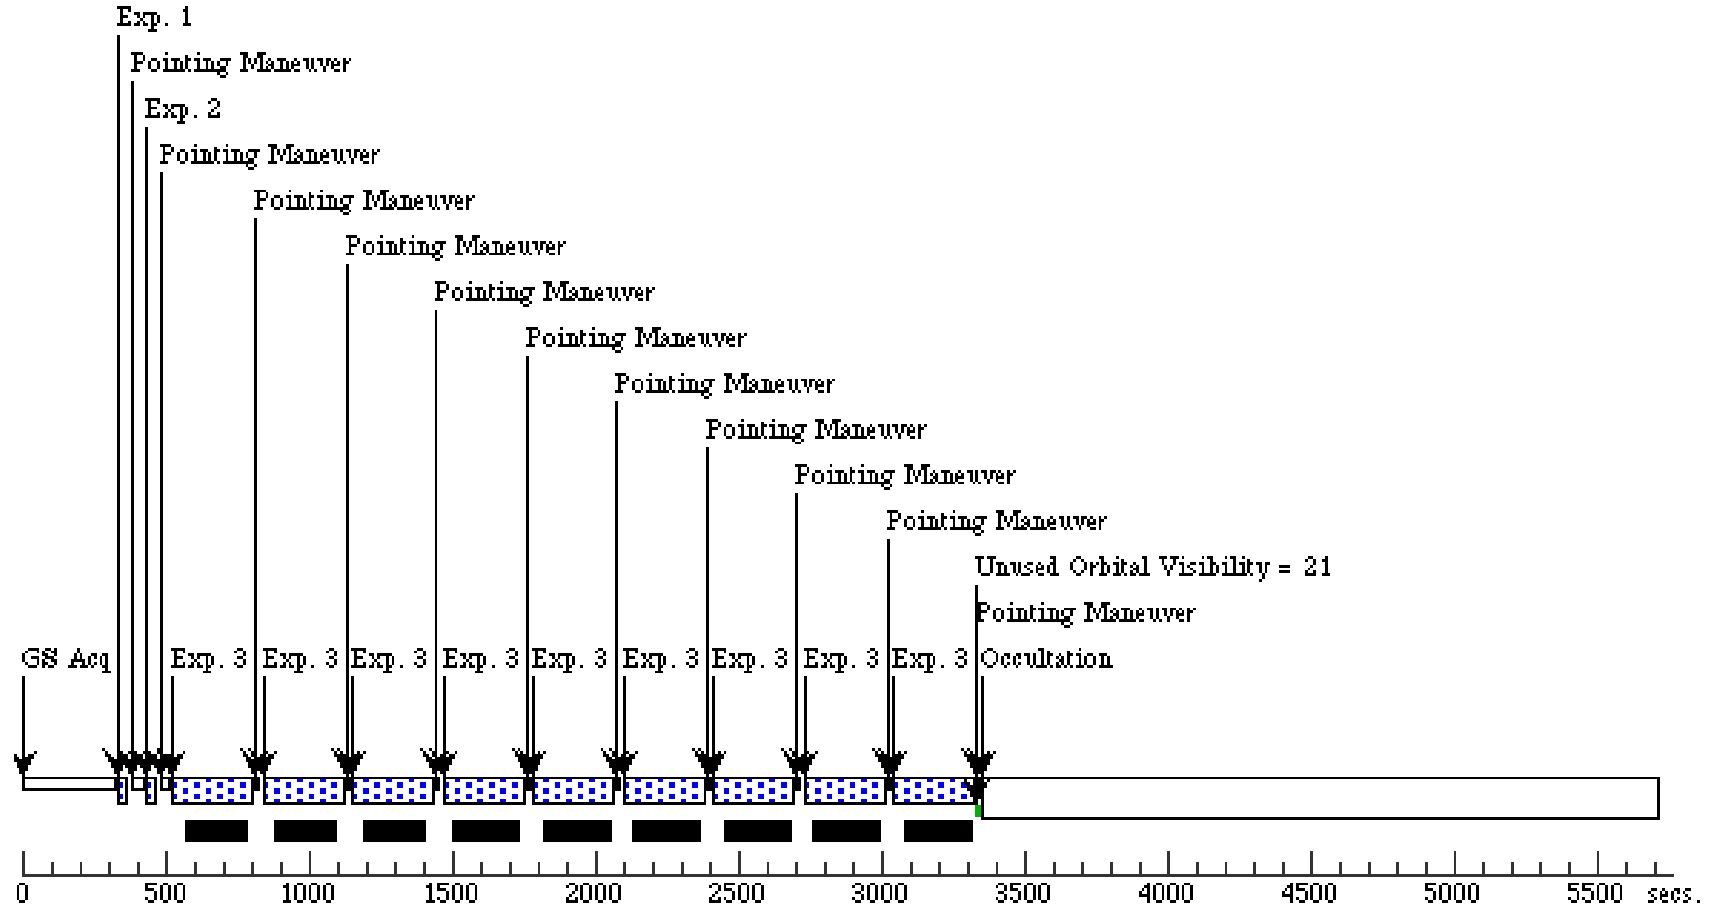 Exp. 1
Pointing Maneuver
Exp. 2
Pointing Maneuver
Pointing Maneuver
Pointing Maneuver
Pointing Maneuver
Pointing Maneuver
Pointing Maneuver
Pointing Maneuver
Pointing Maneuver
Pointing Maneuver
Unused Orbital Visibility = 21
Pointing Maneuver
GS Acq Exp. 3 Exp. 3 Exp. 3 Exp. 3 Exp. 3 Exp. 3 Exp. 3 Exp. 3 Exp. 3 Occultation
0 500 1000 1500 2000 2500 3000 3500 4000 4500 5000 5500 secs.